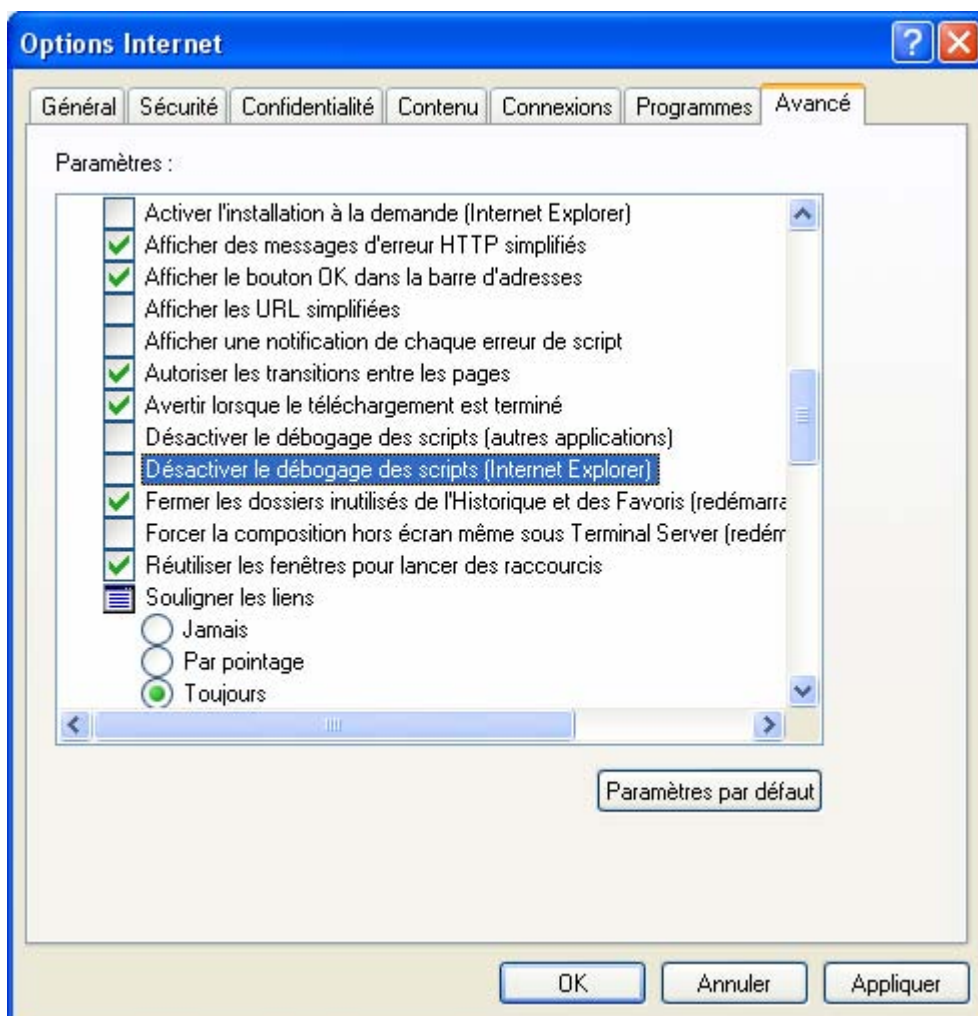 Options Internet
Général Sécurité Confidentialité Contenu Connexions Programmes Avancé
Paramètres :
Activer l'installation à la demande (Internet Explorer)
Afficher des messages d'erreur HTTP simplifiés
Afficher le bouton OK dans la barre d'adresses
Afficher les URL simplifiées
Afficher une notification de chaque erreur de script
Autoriser les transitions entre les pages
Avertir lorsque le téléchargement est terminé
Désactiver le débogage des scripts (autres applications)
Désactiver le débogage des scripts (Internet Explorer)
Fermer les dossiers inutilisés de l'Historique et des Favoris (redémarra
Forcer la composition hors écran même sous Terminal Server (redém
Réutiliser les fenêtres pour lancer des raccourcis
Souligner les liens
Jamais
Par pointage
Toujours
Paramètres par défaut
OK Annuler Appliquer